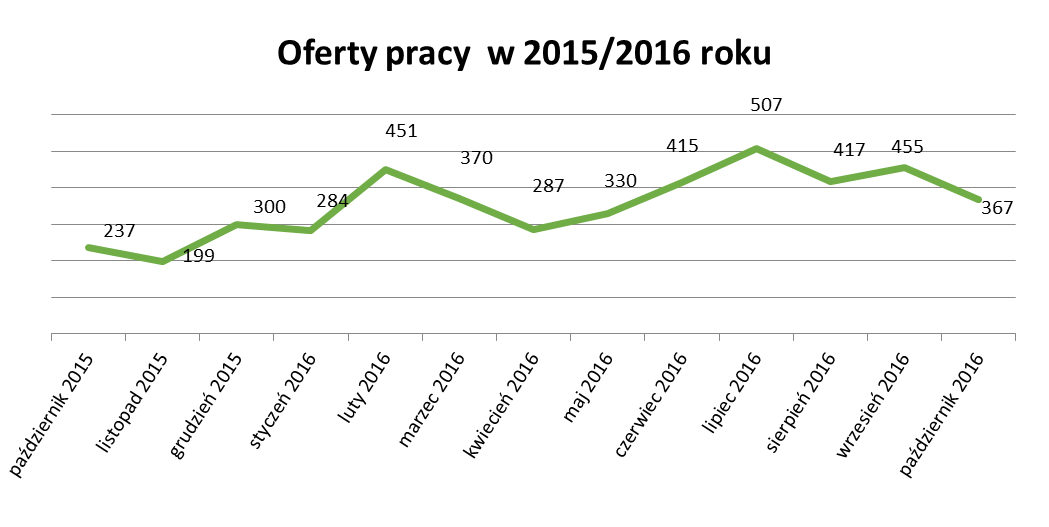 Oferty pracy  w 2015/2016 roku
507
451
415
417
455
370
287
330
300
284
237
199
367
październik 2015
listopad 2015
grudzień 2015
styczeń 2016
luty 2016
marzec 2016
kwiecień 2016
maj 2016
czerwiec 2016
lipiec 2016
sierpień 2016
wrzesień 2016
październik 2016